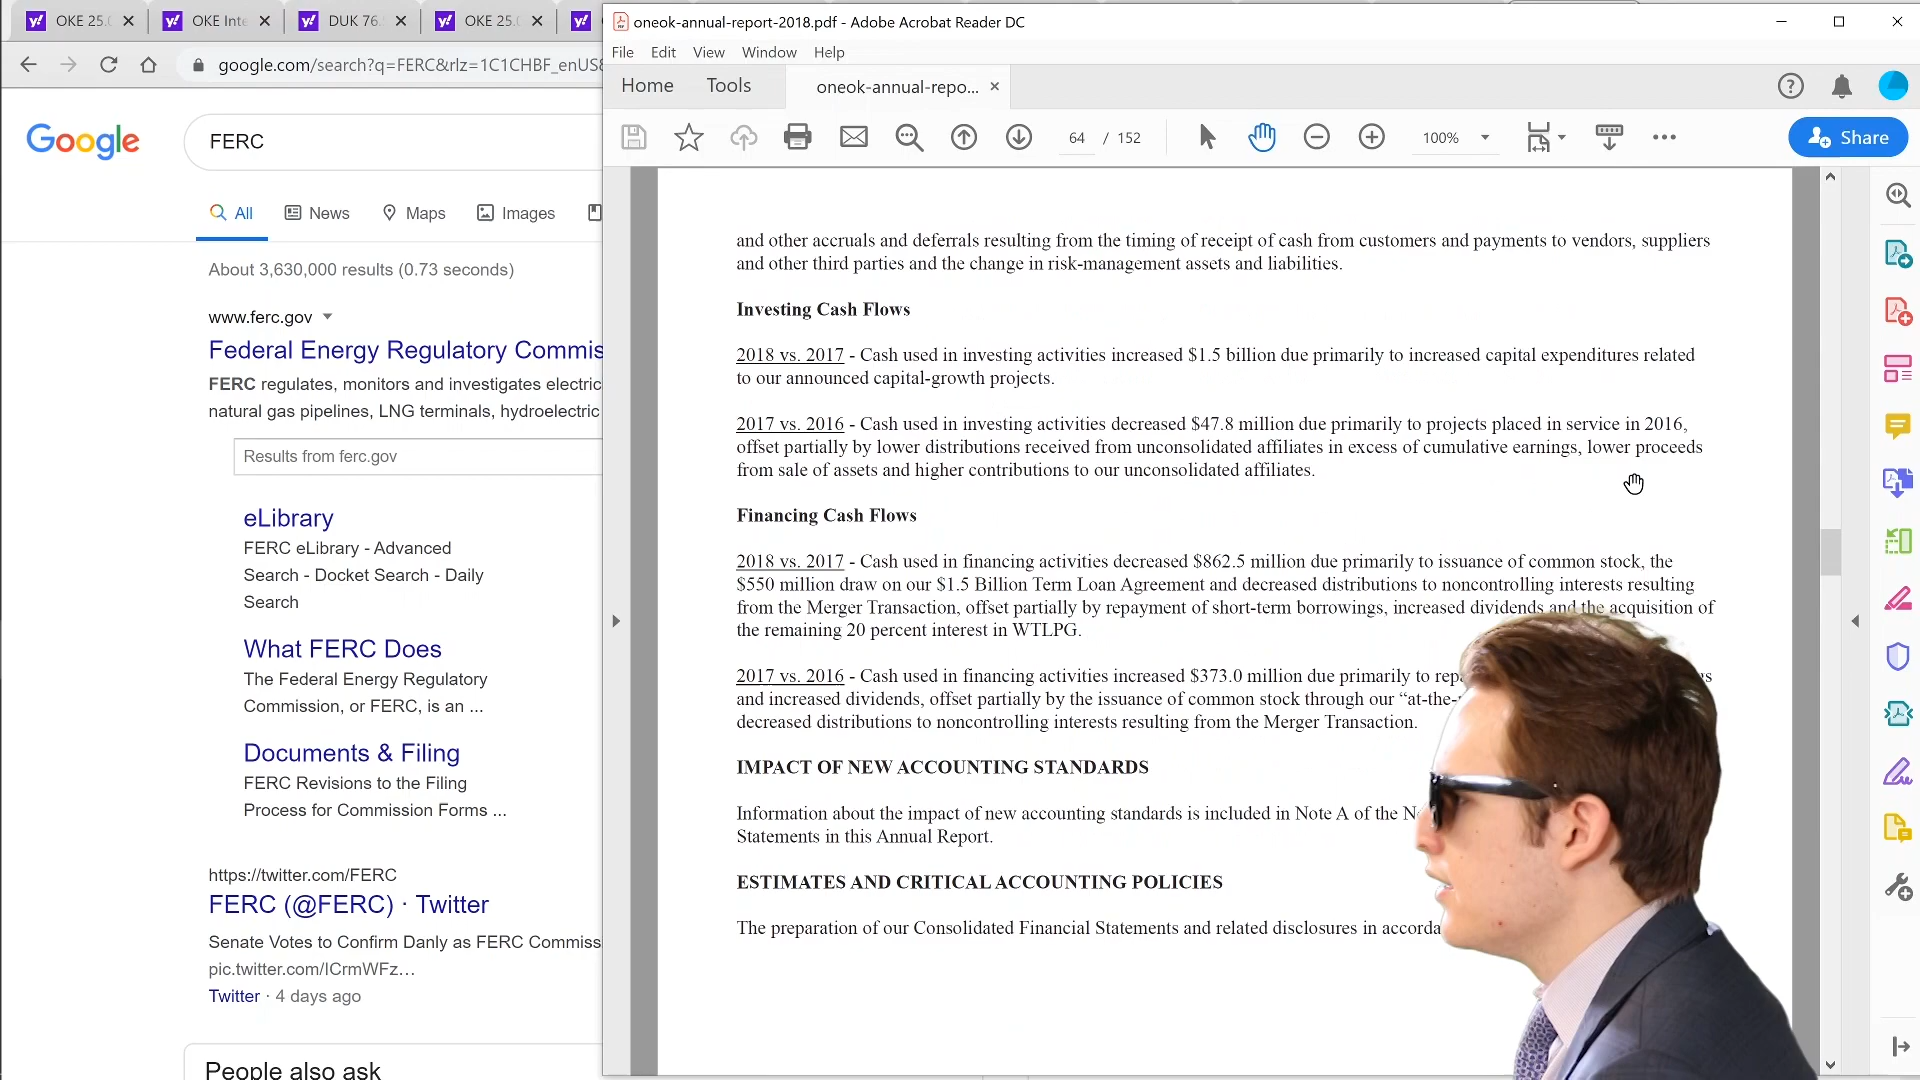 OKE 25.
OKE Inte
DUK 76.
OKE 25.
google.com/search?q=FERC&rlz=1C1CHBF_enUS
Google
FERC
All
News
Maps
Images
About 3,630,000 results (0.73 seconds)
www.ferc.gov
Federal Energy Regulatory Commis
FERC regulates, monitors and investigates electric
natural gas pipelines, LNG terminals, hydroelectric
Results from ferc.gov
eLibrary
FERC eLibrary - Advanced
Search - Docket Search - Daily
Search
What FERC Does
The Federal Energy Regulatory
Commission, or FERC, is an ...
Documents & Filing
FERC Revisions to the Filing
Process for Commission Forms ...
https://twitter.com/FERC
FERC (@FERC) · Twitter
Senate Votes to Confirm Danly as FERC Commiss
pic.twitter.com/ICrmWFz...
Twitter · 4 days ago
People also ask
oneok-annual-report-2018.pdf - Adobe Acrobat Reader DC
File Edit View Window Help
Home Tools oneok-annual-repo...
64 / 152
100%
Share
and other accruals and deferrals resulting from the timing of receipt of cash from customers and payments to vendors, suppliers
and other third parties and the change in risk-management assets and liabilities.
Investing Cash Flows
2018 vs. 2017 - Cash used in investing activities increased $1.5 billion due primarily to increased capital expenditures related
to our announced capital-growth projects.
2017 vs. 2016 - Cash used in investing activities decreased $47.8 million due primarily to projects placed in service in 2016,
offset partially by lower distributions received from unconsolidated affiliates in excess of cumulative earnings, lower proceeds
from sale of assets and higher contributions to our unconsolidated affiliates.
Financing Cash Flows
2018 vs. 2017 - Cash used in financing activities decreased $862.5 million due primarily to issuance of common stock, the
$550 million draw on our $1.5 Billion Term Loan Agreement and decreased distributions to noncontrolling interests resulting
from the Merger Transaction, offset partially by repayment of short-term borrowings, increased dividends and the acquisition of
the remaining 20 percent interest in WTLPG.
2017 vs. 2016 - Cash used in financing activities increased $373.0 million due primarily to rep
and increased dividends, offset partially by the issuance of common stock through our “at-the-
decreased distributions to noncontrolling interests resulting from the Merger Transaction.
IMPACT OF NEW ACCOUNTING STANDARDS
Information about the impact of new accounting standards is included in Note A of the
Statements in this Annual Report.
ESTIMATES AND CRITICAL ACCOUNTING POLICIES
The preparation of our Consolidated Financial Statements and related disclosures in accorda